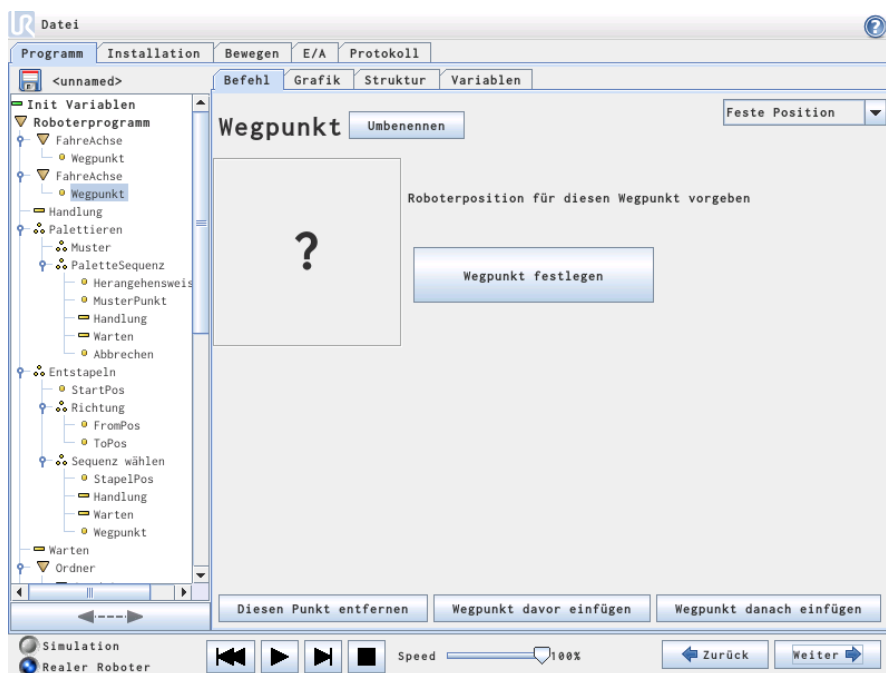 UR Datei
?
Programm Installation Bewegen E/A Protokoll
<unnamed>
Befehl Grafik Struktur Variablen
Init Variablen
Roboterprogramm
FahreAchse
Wegpunkt
FahreAchse
Wegpunkt
Handlung
Palettieren
Muster
PaletteSequenz
Herangehensweis
MusterPunkt
Handlung
Warten
Abbrechen
Entstapeln
StartPos
Richtung
FromPos
ToPos
Sequenz wählen
StapelPos
Handlung
Warten
Wegpunkt
Warten
Ordner
Wegpunkt Umbenennen
Feste Position
?
Roboterposition für diesen Wegpunkt vorgeben
Wegpunkt festlegen
Diesen Punkt entfernen Wegpunkt davor einfügen Wegpunkt danach einfügen
Simulation
Realer Roboter
Speed 100%
Zurück Weiter